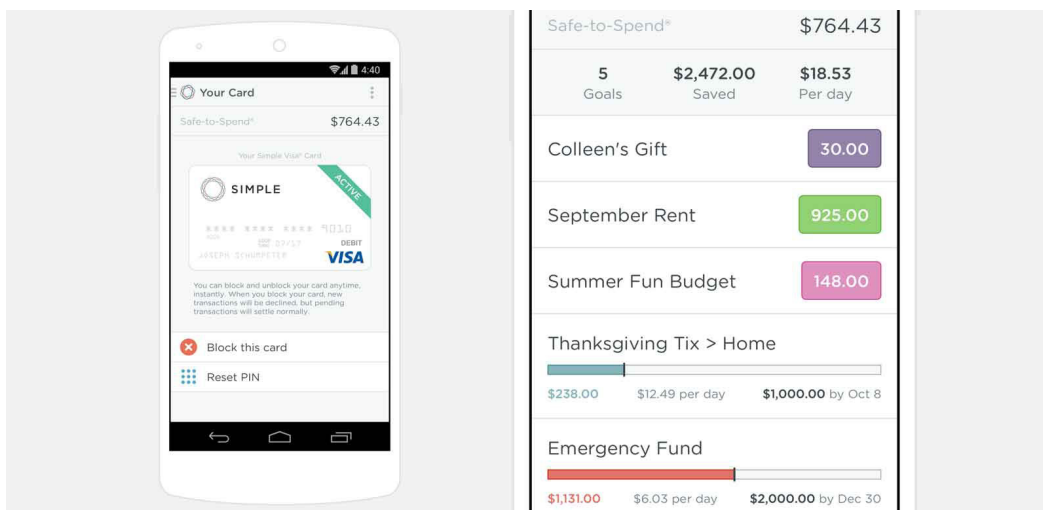 4:40
Your Card
Safe-to-Spend® $764.43
Your Simple Visa® Card
SIMPLE
ACTIVE
**** **** **** 9010
07/17 DEBIT
JOSEPH SCHUMPETER VISA
You can block and unblock your card anytime,
instantly. When you block your card, new
transactions will be declined, but pending
transactions will settle normally.
Block this card
Reset PIN
Safe-to-Spend® $764.43
5 $2,472.00 $18.53
Goals Saved Per day
Colleen's Gift 30.00
September Rent 925.00
Summer Fun Budget 148.00
Thanksgiving Tix > Home
$238.00 $12.49 per day $1,000.00 by Oct 8
Emergency Fund
$1,131.00 $6.03 per day $2,000.00 by Dec 30